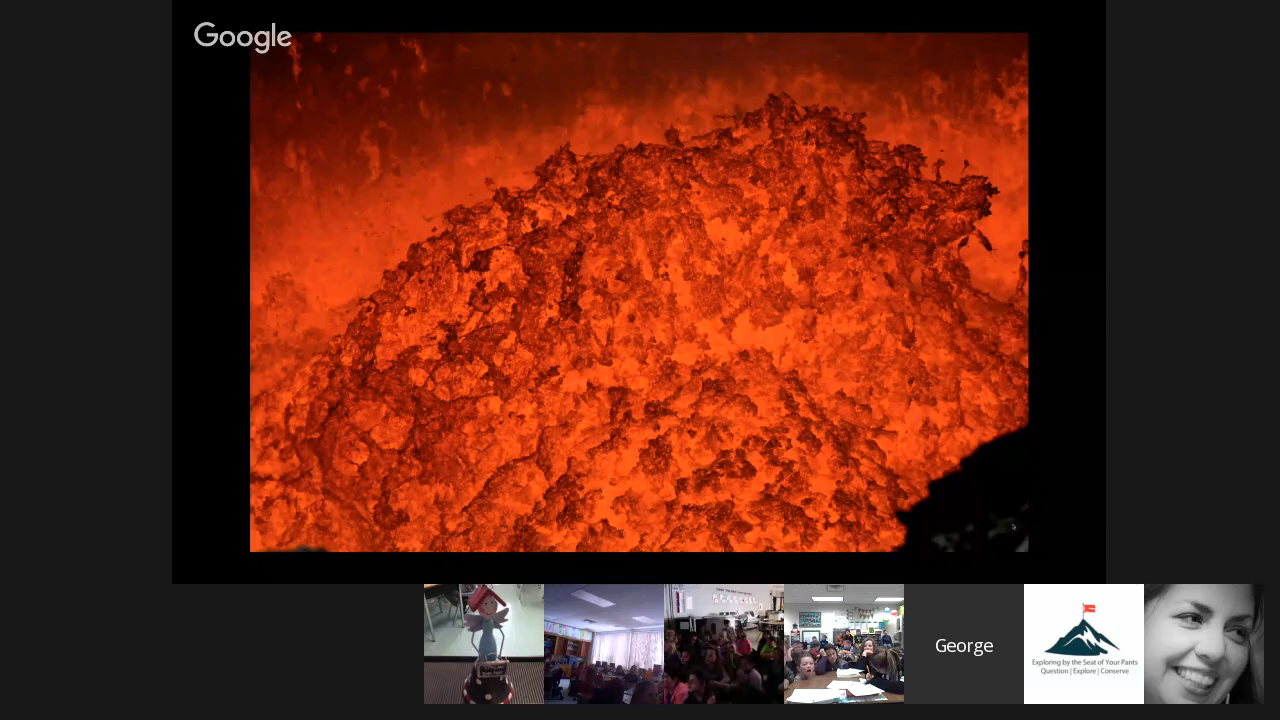 Google
George
Exploring by the Seat of Your Pants
Question | Explore | Conserve